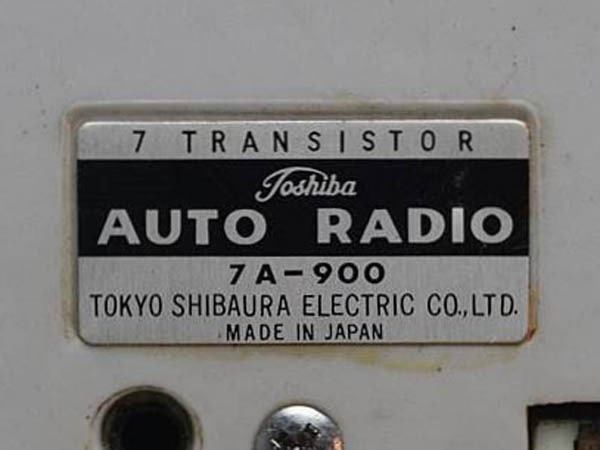 7 TRANSISTOR
Toshiba
AUTO RADIO
7A-900
TOKYO SHIBAURA ELECTRIC CO.,LTD.
MADE IN JAPAN